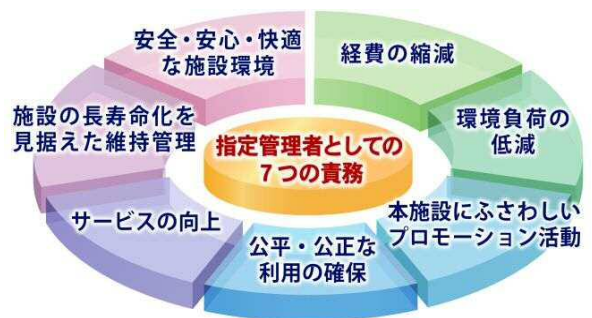 指定管理者としての
7つの責務
経費の縮減
環境負荷の
低減
本施設にふさわしい
プロモーション活動
公平・公正な
利用の確保
サービスの向上
施設の長寿命化を
見据えた維持管理
安全・安心・快適
な施設環境